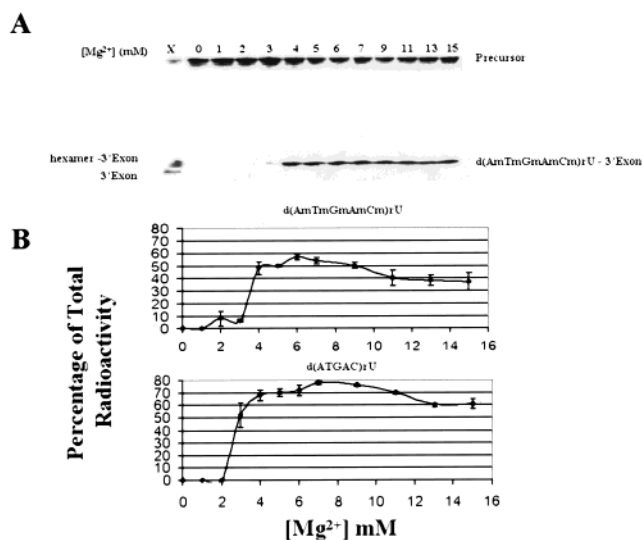 A
[Mg²⁺] (mM) X 0 1 2 3 4 5 6 7 9 11 13 15
Precursor
hexamer -3′Exon
3′Exon
d(AmTmGmAmCm)rU - 3′Exon
B
d(AmTmGmAmCm)rU
80
70
60
50
40
30
20
10
0
0 2 4 6 8 10 12 14 16
d(ATGAC)rU
80
70
60
50
40
30
20
10
0
0 2 4 6 8 10 12 14 16
Percentage of Total
Radioactivity
[Mg²⁺] mM